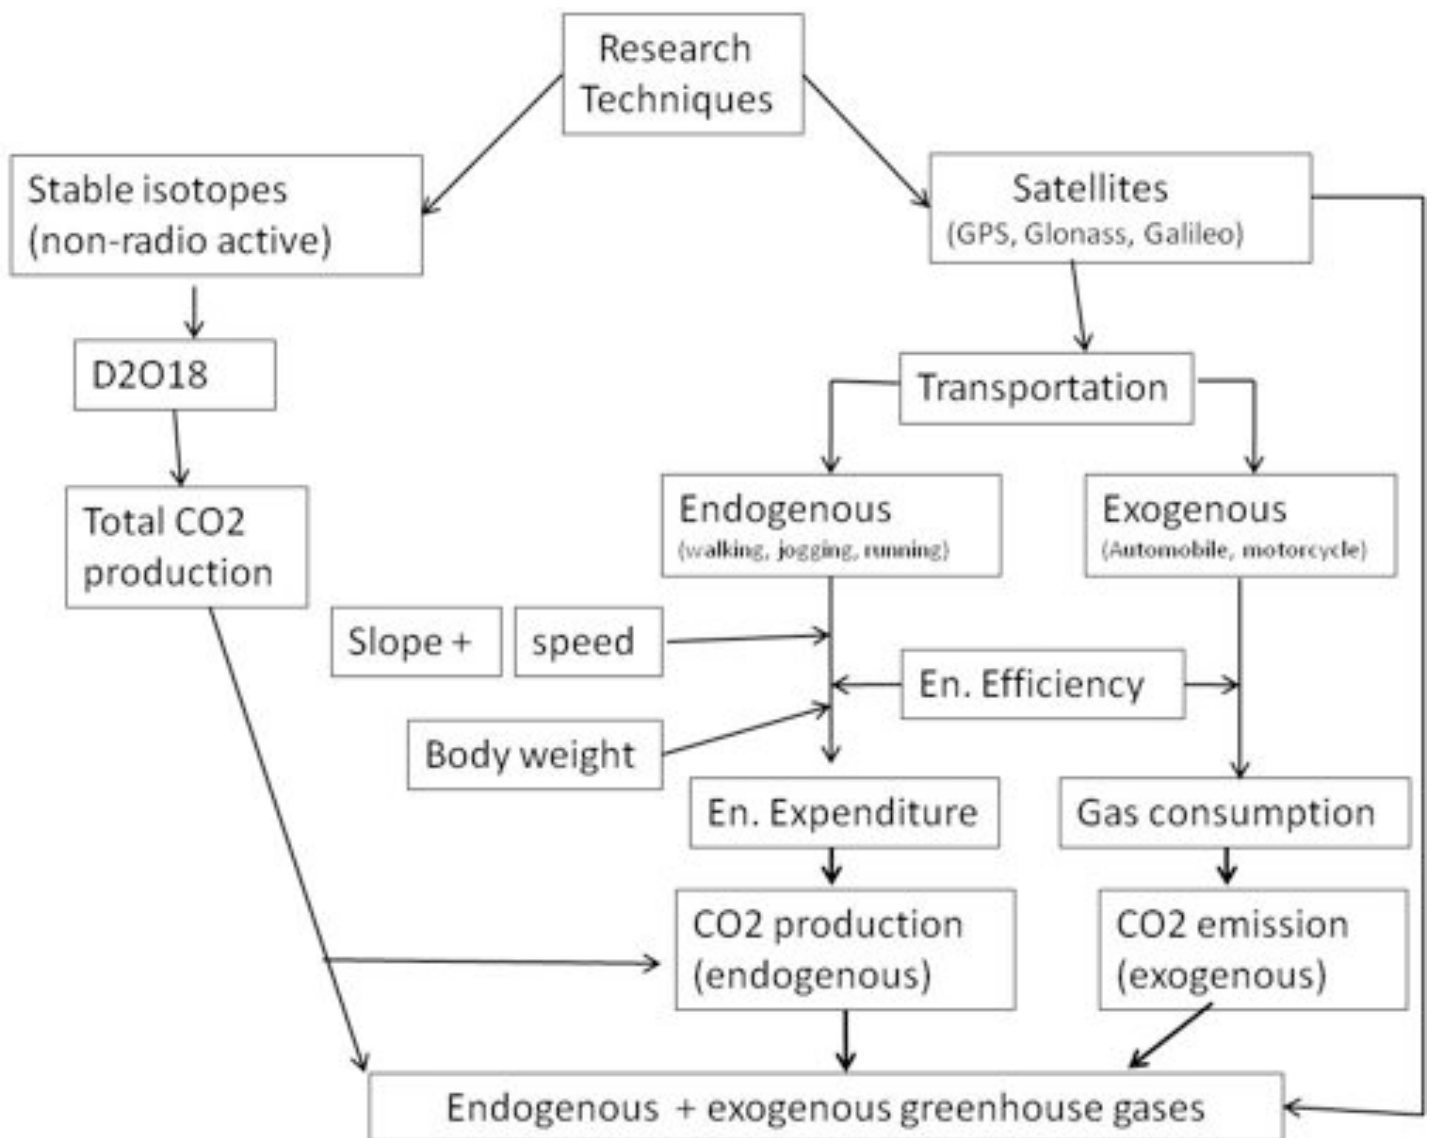 Research
Techniques
Stable isotopes
(non-radio active)
Satellites
(GPS, Glonass, Galileo)
D2O18
Transportation
Total CO2
production
Endogenous
(walking, jogging, running)
Exogenous
(Automobile, motorcycle)
Slope +
speed
En. Efficiency
Body weight
En. Expenditure
Gas consumption
CO2 production
(endogenous)
CO2 emission
(exogenous)
Endogenous + exogenous greenhouse gases